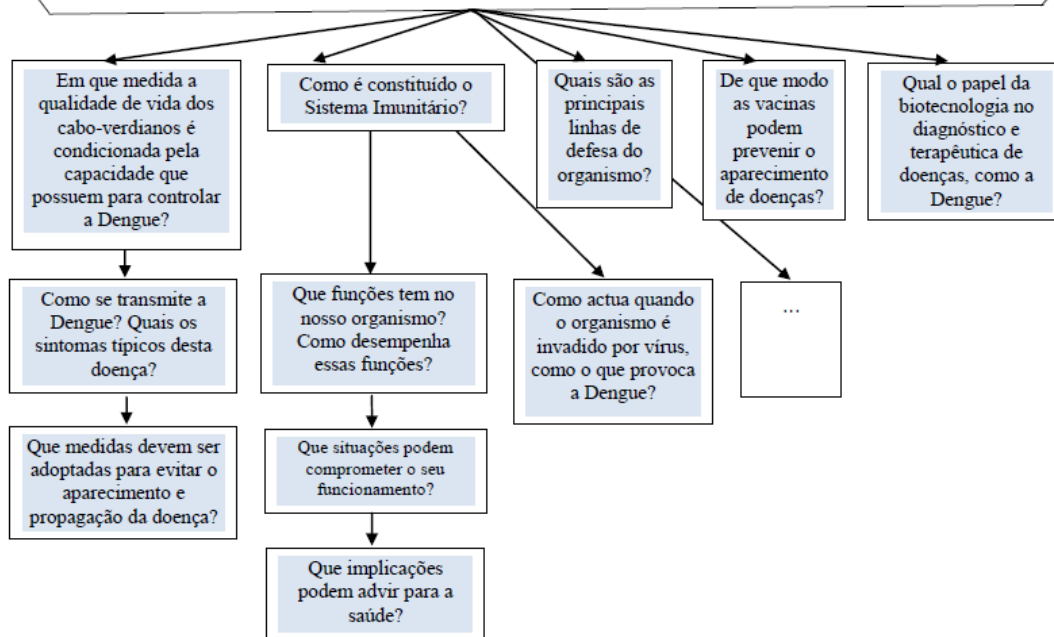 Em que medida a
qualidade de vida dos
cabo-verdianos é
condicionada pela
capacidade que
possuem para controlar
a Dengue?
Como é constituído o
Sistema Imunitário?
Quais são as
principais
linhas de
defesa do
organismo?
De que modo
as vacinas
podem
prevenir o
aparecimento
de doenças?
Qual o papel da
biotecnologia no
diagnóstico e
terapêutica de
doenças, como a
Dengue?
Como se transmite a
Dengue? Quais os
sintomas típicos desta
doença?
Que funções tem no
nosso organismo?
Como desempenha
essas funções?
Como actua quando
o organismo é
invadido por vírus,
como o que provoca
a Dengue?
...
Que medidas devem ser
adoptadas para evitar o
aparecimento e
propagação da doença?
Que situações podem
comprometer o seu
funcionamento?
Que implicações
podem advir para a
saúde?